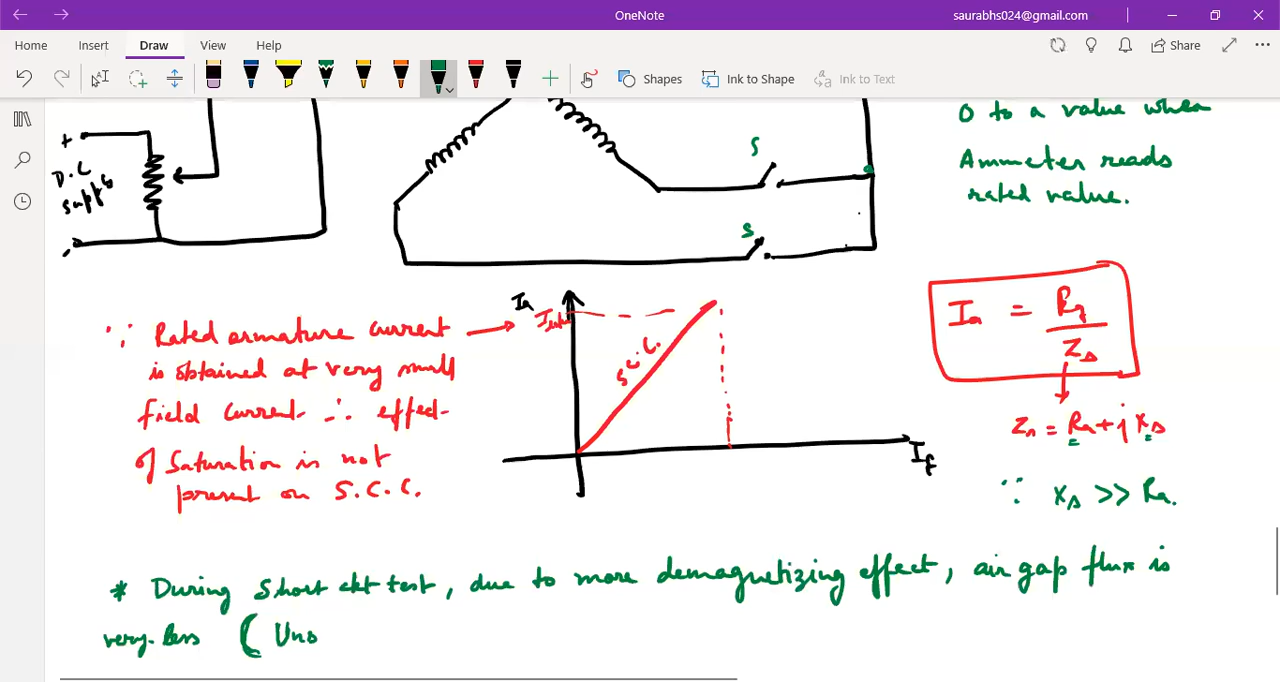 OneNote
saurabhs024@gmail.com
Home Insert Draw View Help
Share
Shapes Ink to Shape Ink to Text
0 to a value when
Ammeter reads
rated value.
+
D.C
Supply
-
S
S
∵ Rated armature current
is obtained at very small
field current ∴ effect
of Saturation is not
present on S.C.C.
Ia
S.C.C.
If
Ia = Ef / Zs
Zs = Ra + j Xs
∵ Xs >> Ra.
* During Short ckt test, due to more demagnetizing effect, air gap flux is
very less ( Uns